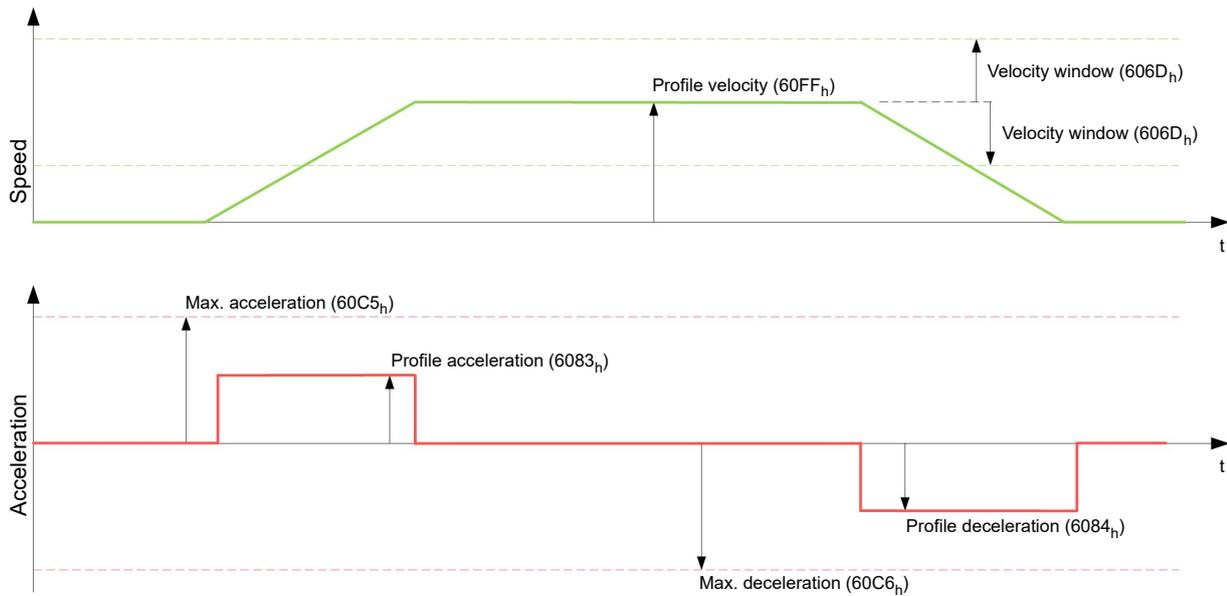 Velocity window (606Dh)
Profile velocity (60FFh)
Velocity window (606Dh)
Speed
t
Max. acceleration (60C5h)
Profile acceleration (6083h)
Acceleration
t
Profile deceleration (6084h)
Max. deceleration (60C6h)